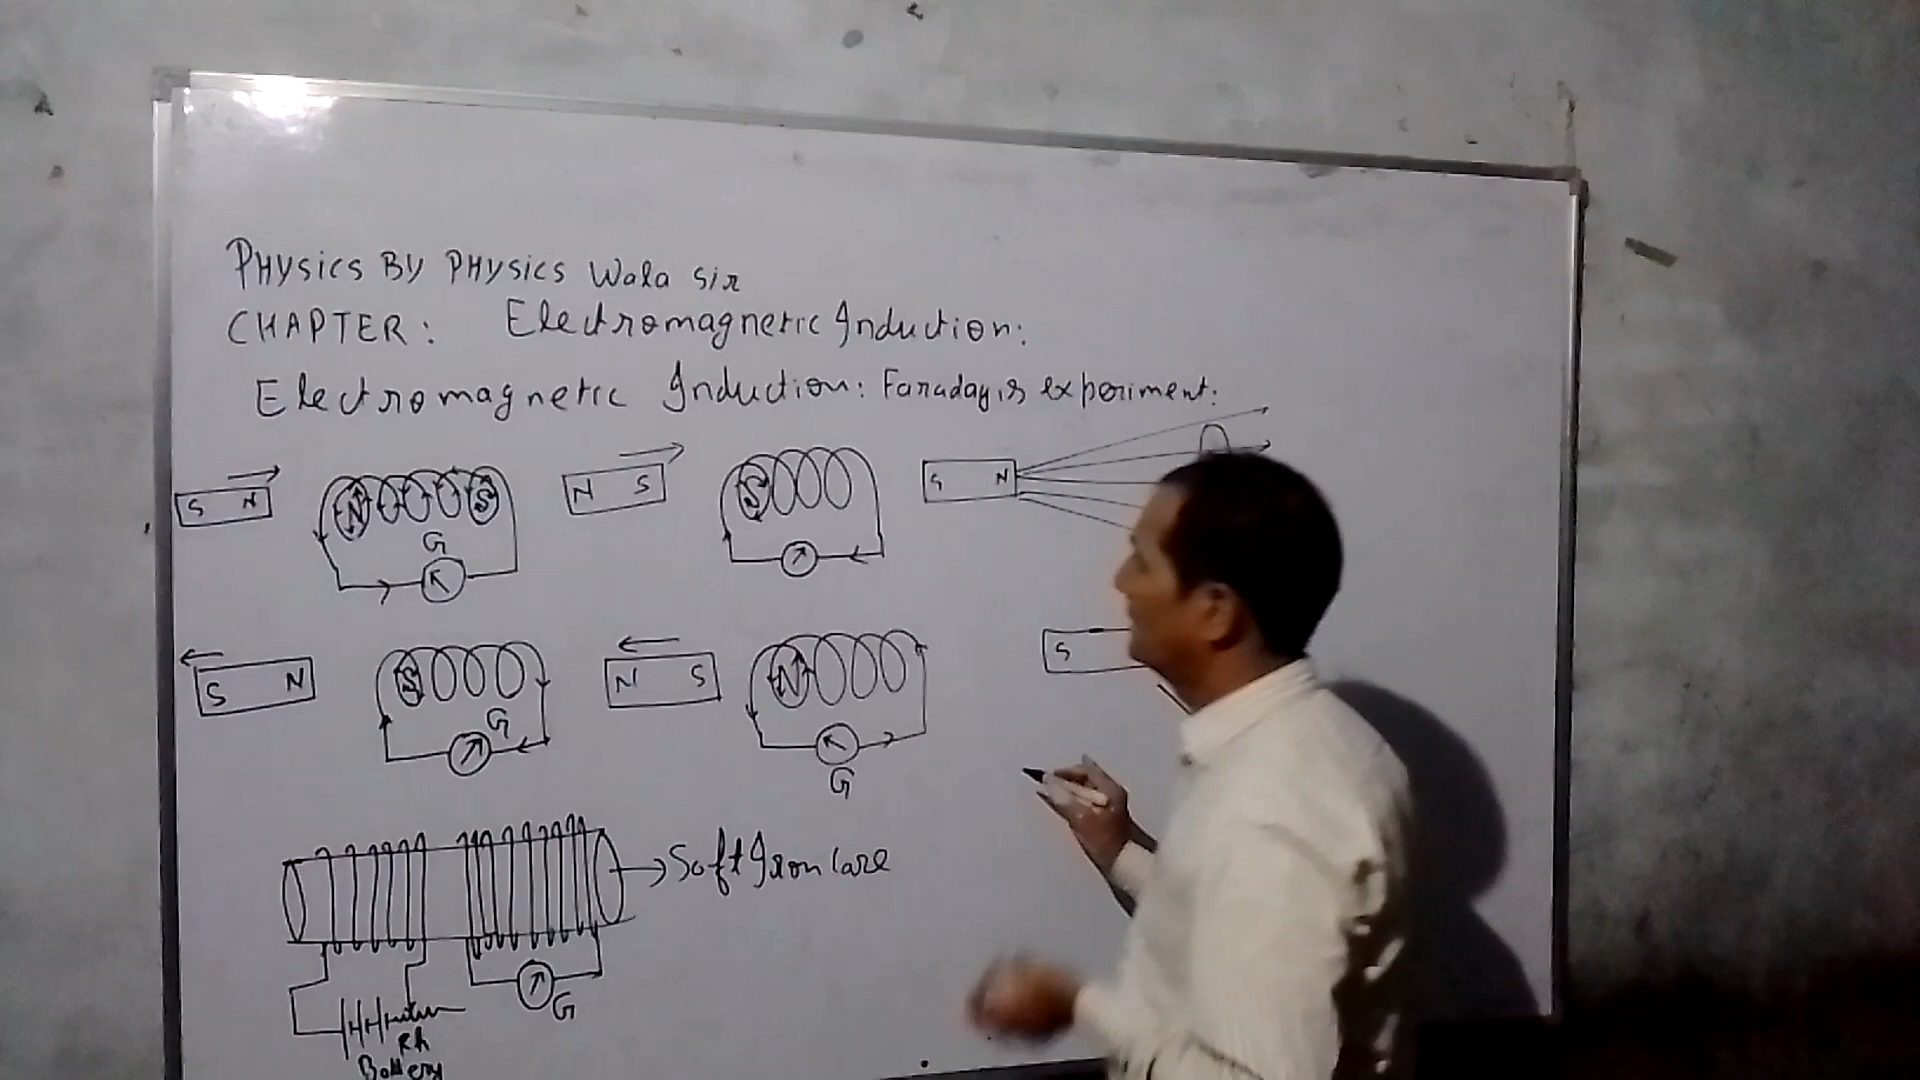 PHYSICS BY PHYSICS Wala Sir
CHAPTER: Electromagnetic Induction:
Electromagnetic Induction: Faraday's experiment:
S N
N S
G
N S
S
S N
S N
S
G
N S
N
G
S
Soft Iron Core
G
Rh
Battery